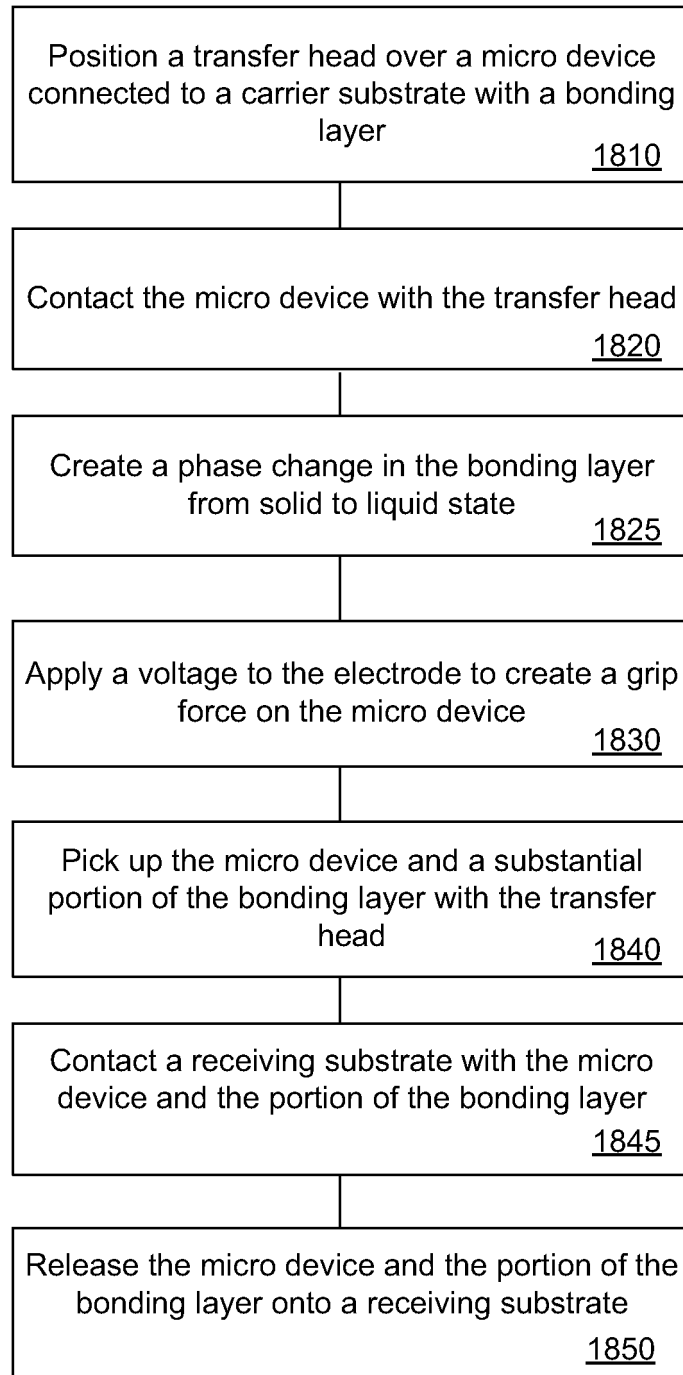 Position a transfer head over a micro device
connected to a carrier substrate with a bonding
layer
1810
Contact the micro device with the transfer head
1820
Create a phase change in the bonding layer
from solid to liquid state
1825
Apply a voltage to the electrode to create a grip
force on the micro device
1830
Pick up the micro device and a substantial
portion of the bonding layer with the transfer
head
1840
Contact a receiving substrate with the micro
device and the portion of the bonding layer
1845
Release the micro device and the portion of the
bonding layer onto a receiving substrate
1850